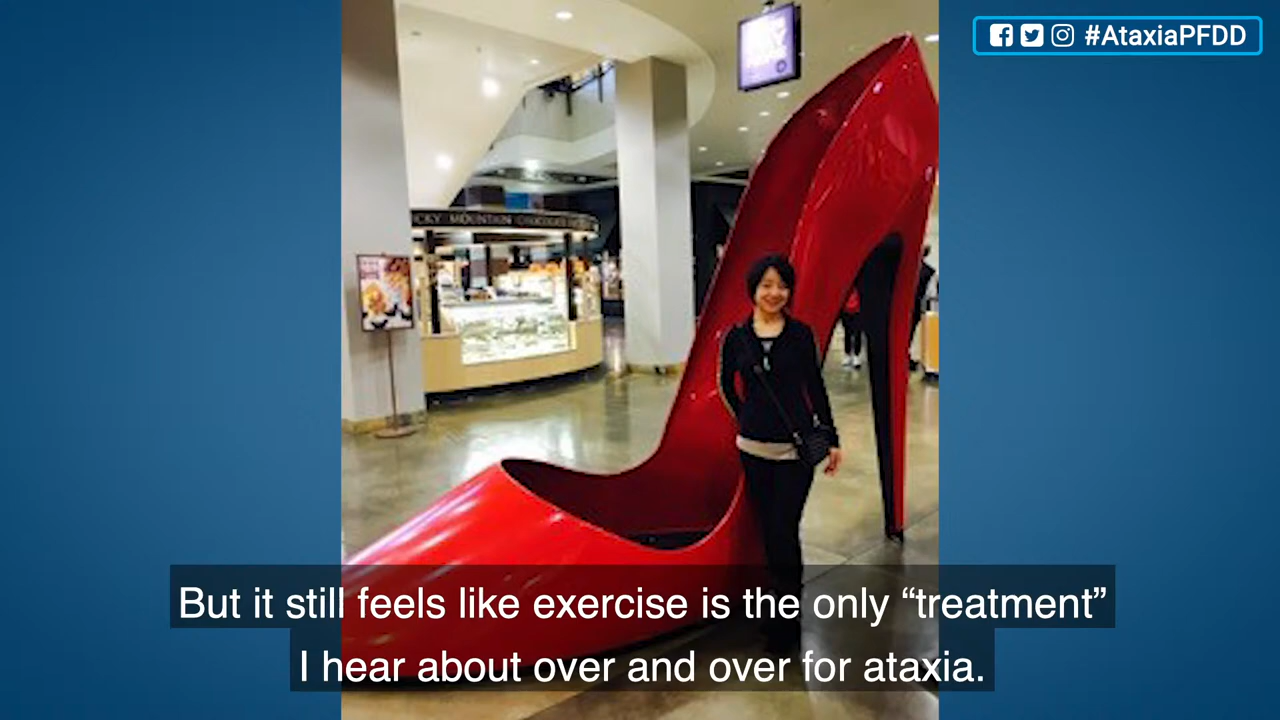 #AtaxiaPFDD
CKY MOUNTAIN CHOCOLATE
But it still feels like exercise is the only “treatment”
I hear about over and over for ataxia.